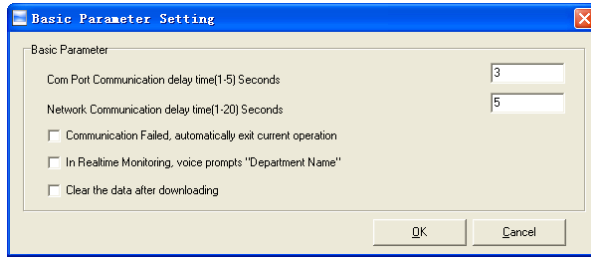 Basic Parameter Setting
Basic Parameter
Com Port Communication delay time(1-5) Seconds 3
Network Communication delay time(1-20) Seconds 5
Communication Failed, automatically exit current operation
In Realtime Monitoring, voice prompts "Department Name"
Clear the data after downloading
OK Cancel